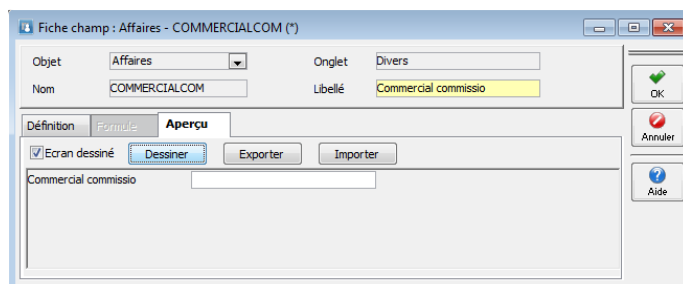 Fiche champ : Affaires - COMMERCIALCOM (*)
Objet Affaires Onglet Divers
Nom COMMERCIALCOM Libellé Commercial commissio
OK
Définition Formule Aperçu
Annuler
Ecran dessiné Dessiner Exporter Importer
Commercial commissio
Aide